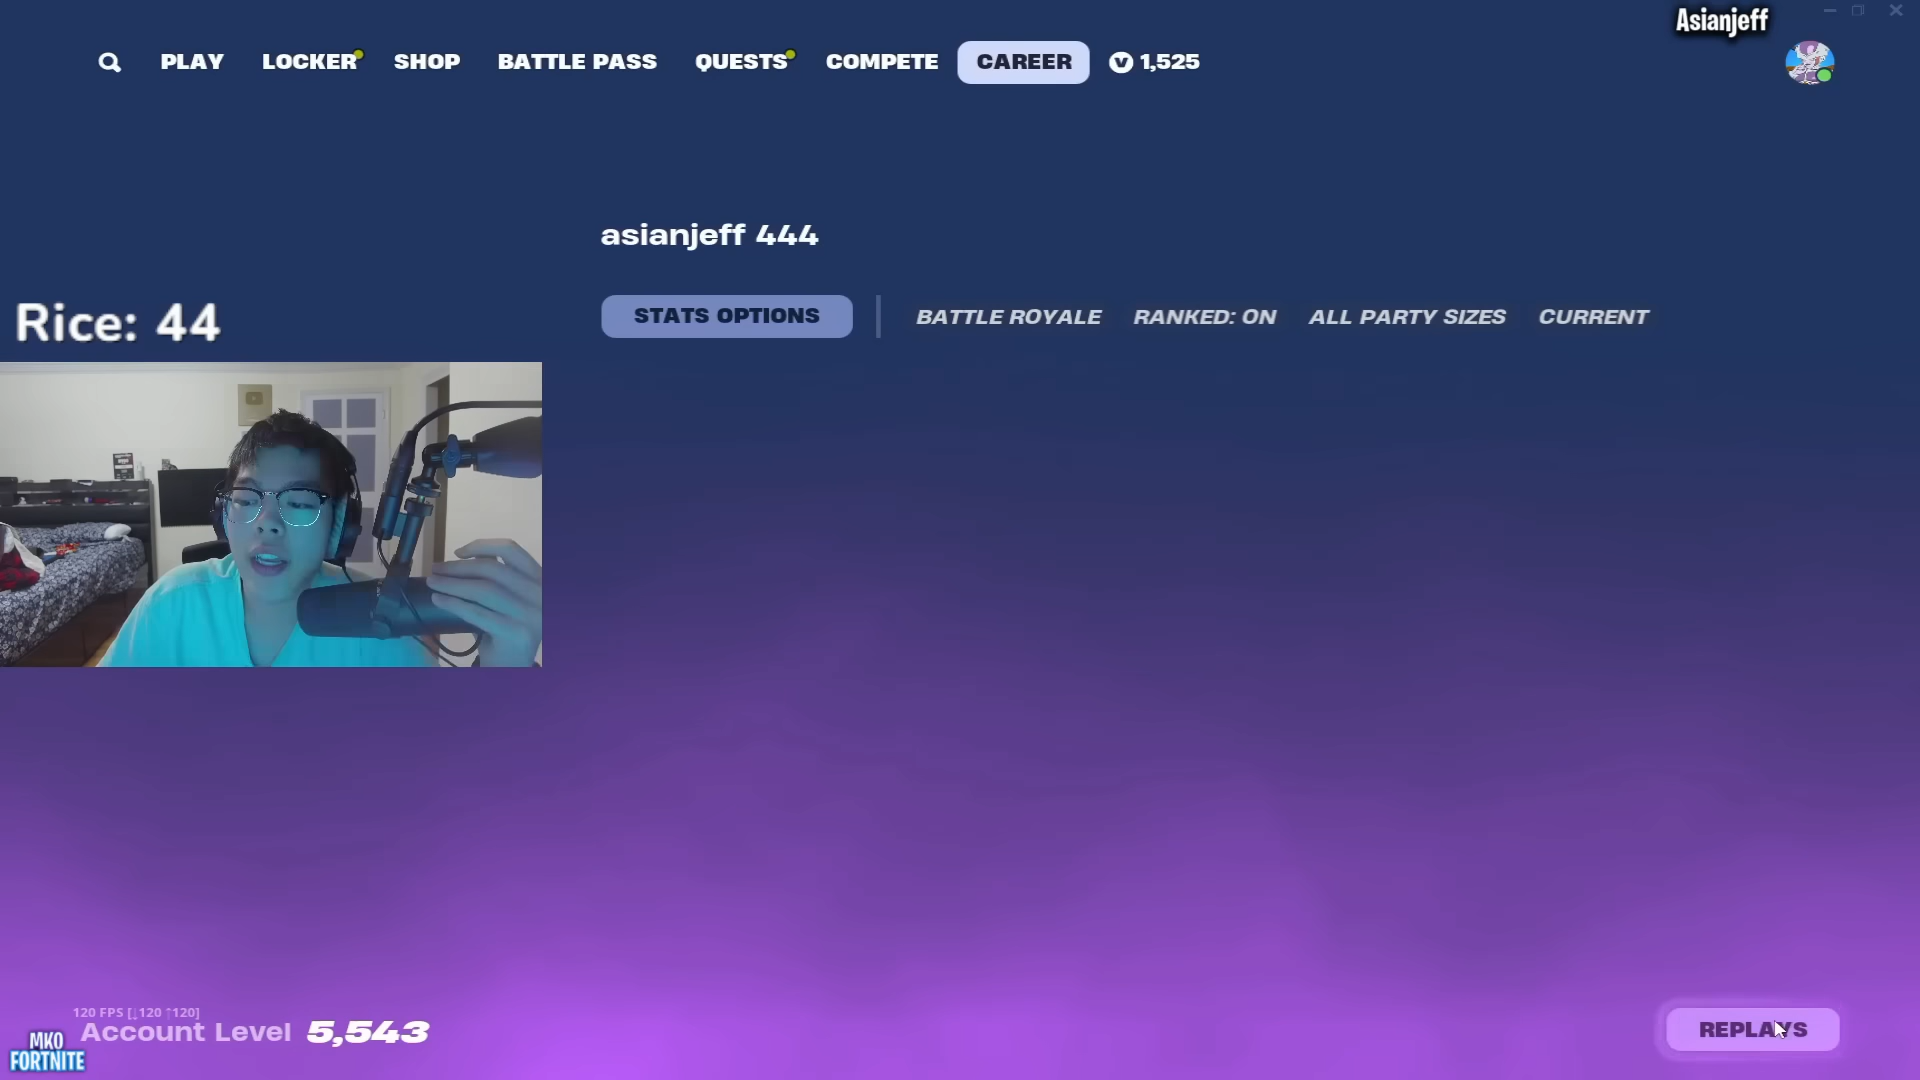 Asianjeff
PLAY LOCKER SHOP BATTLE PASS QUESTS COMPETE CAREER V 1,525
asianjeff 444
Rice: 44
STATS OPTIONS BATTLE ROYALE RANKED: ON ALL PARTY SIZES CURRENT
120 FPS [↓120 ↑120]
Account Level 5,543
MKO
FORTNITE
REPLAYS